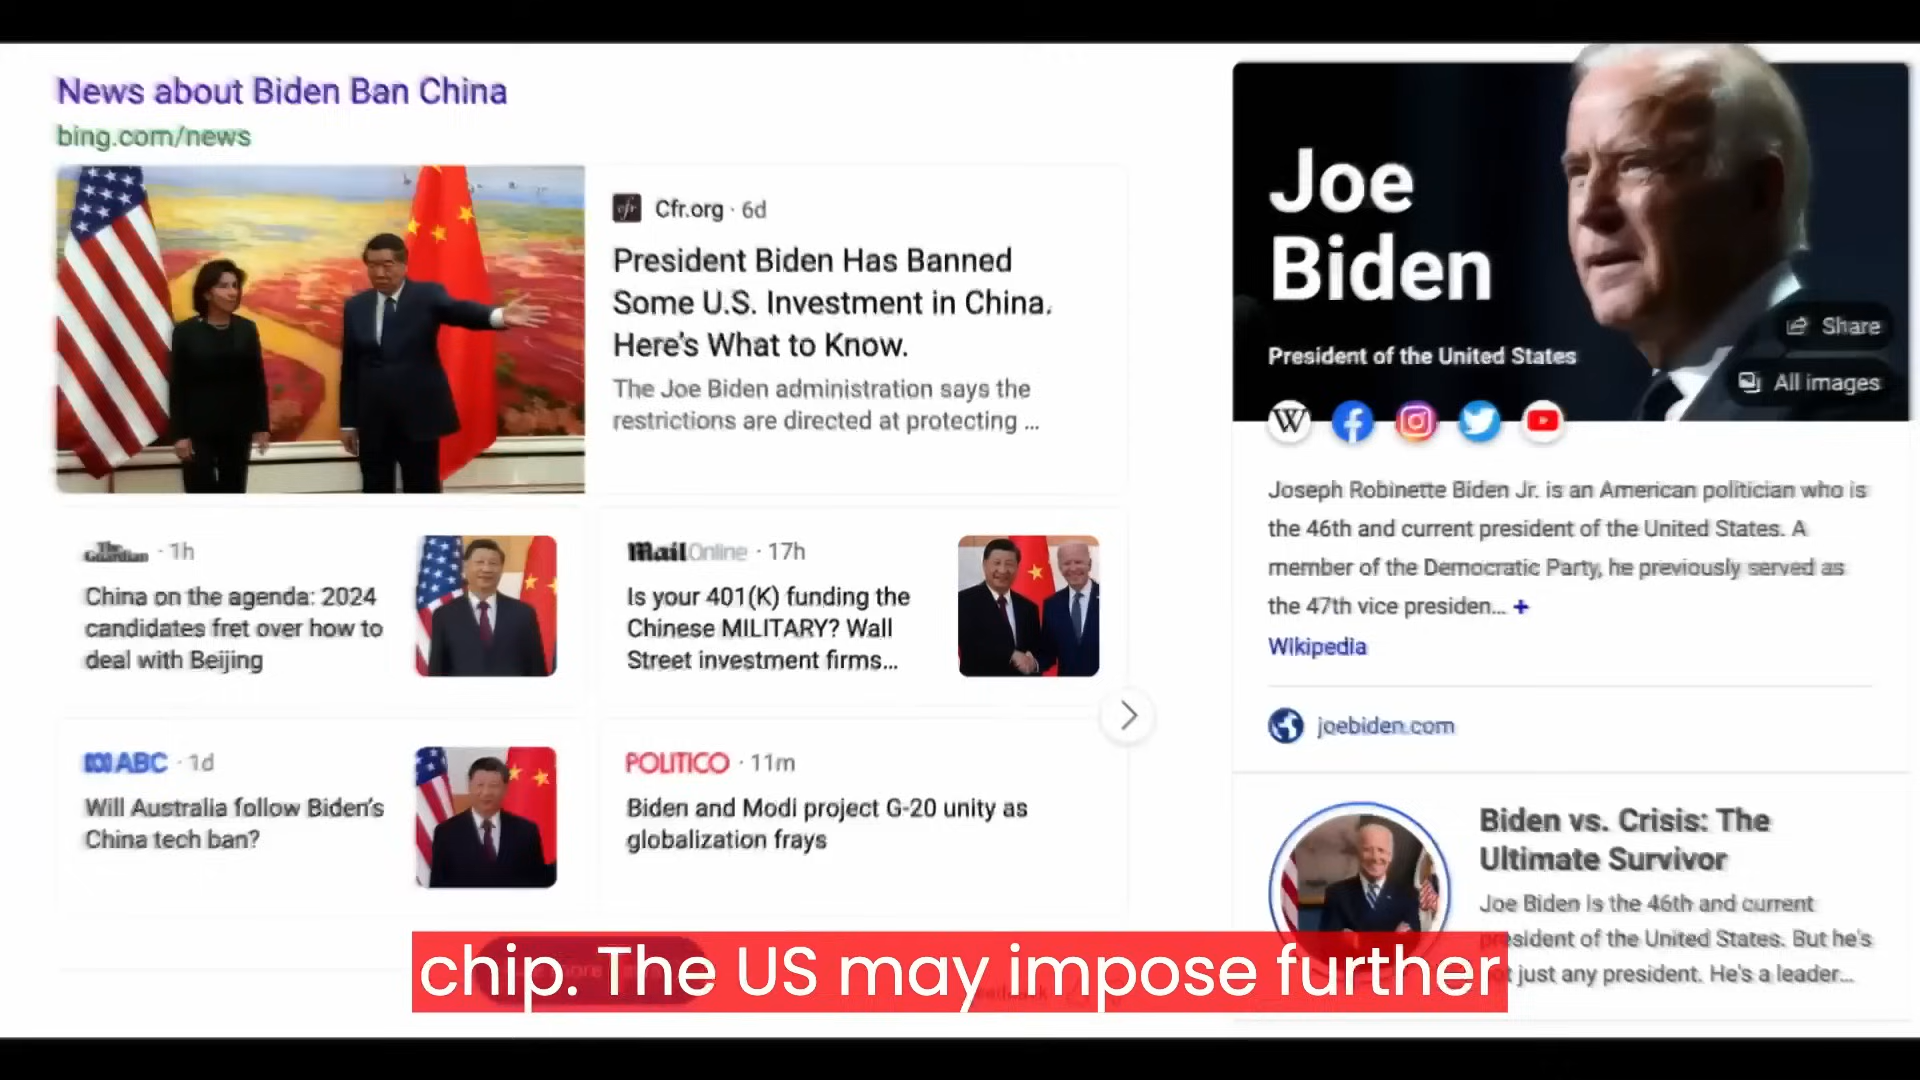 News about Biden Ban China
bing.com/news
cfr Cfr.org · 6d
President Biden Has Banned
Some U.S. Investment in China.
Here's What to Know.
The Joe Biden administration says the
restrictions are directed at protecting ...
The Guardian · 1h
China on the agenda: 2024
candidates fret over how to
deal with Beijing
Mail Online · 17h
Is your 401(K) funding the
Chinese MILITARY? Wall
Street investment firms...
ABC · 1d
Will Australia follow Biden's
China tech ban?
POLITICO · 11m
Biden and Modi project G-20 unity as
globalization frays
Joe
Biden
President of the United States
Share
All images
W
Joseph Robinette Biden Jr. is an American politician who is
the 46th and current president of the United States. A
member of the Democratic Party, he previously served as
the 47th vice presiden... +
Wikipedia
joebiden.com
Biden vs. Crisis: The
Ultimate Survivor
Joe Biden Is the 46th and current
president of the United States. But he's
just any president. He's a leader...
chip. The US may impose further